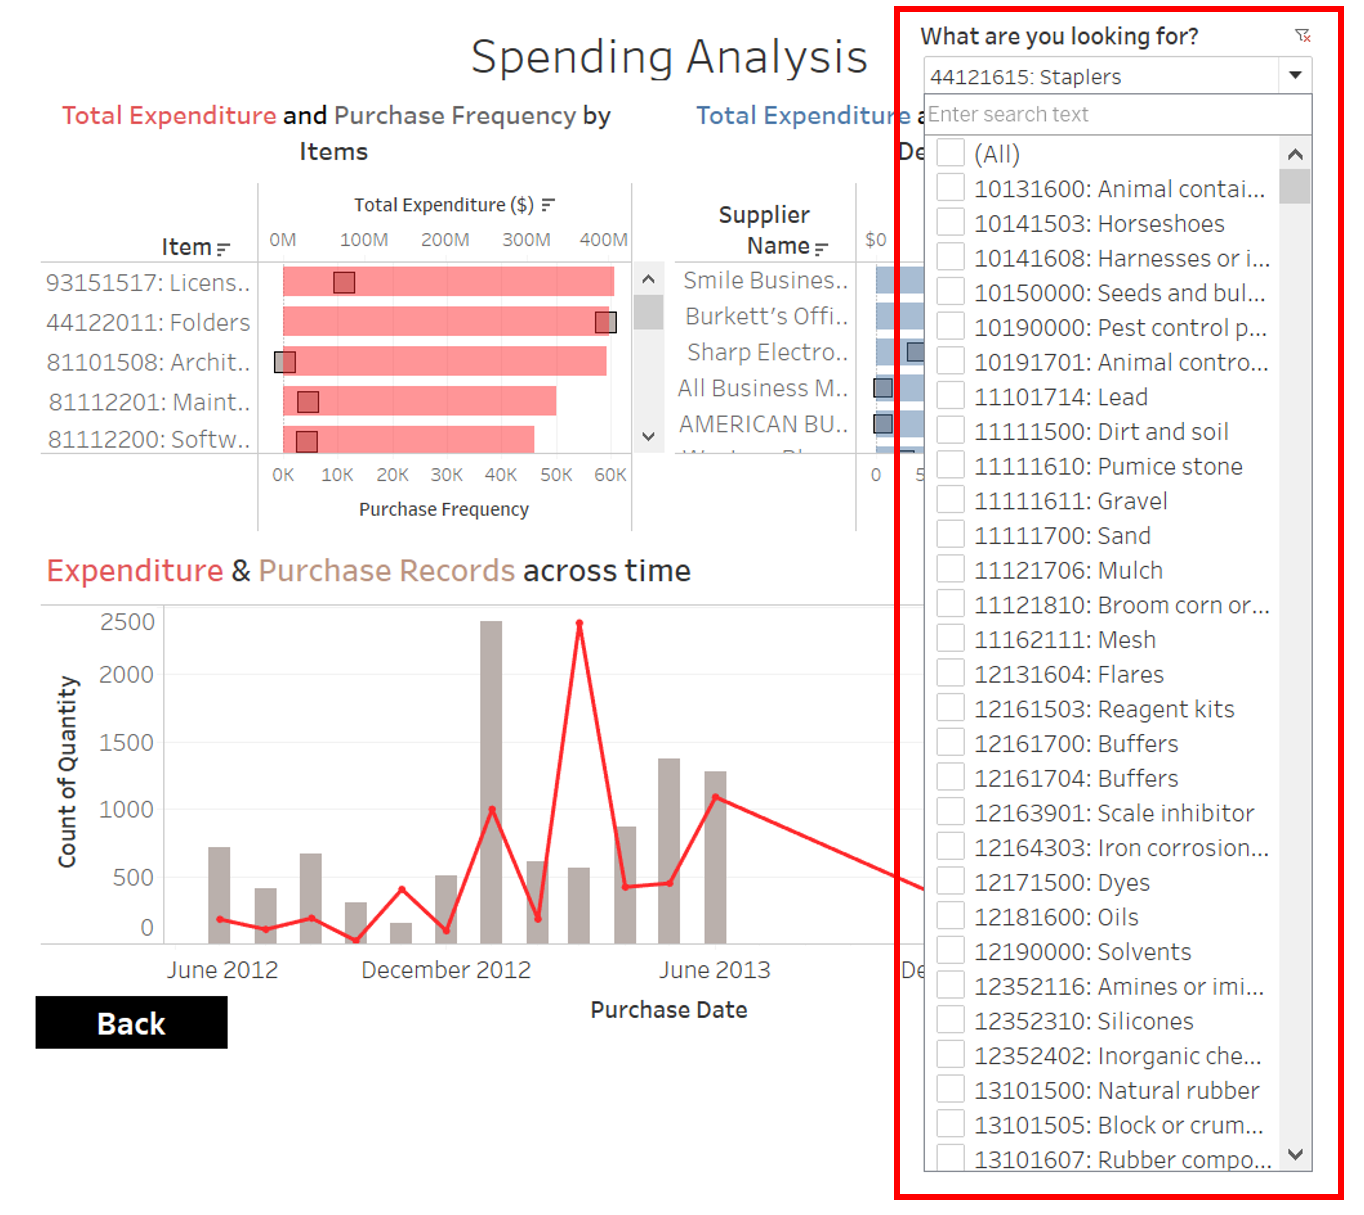 Spending Analysis
Total Expenditure and Purchase Frequency by
Items
Total Expenditure ($)
Item
0M 100M 200M 300M 400M
93151517: Licens..
44122011: Folders
81101508: Archit..
81112201: Maint..
81112200: Softw..
0K 10K 20K 30K 40K 50K 60K
Purchase Frequency
Total Expenditure a
De
Supplier
Name
$0
Smile Busines..
Burkett's Offi..
Sharp Electro..
All Business M..
AMERICAN BU..
0 5
Expenditure & Purchase Records across time
Count of Quantity
2500
2000
1500
1000
500
0
June 2012 December 2012 June 2013 De
Purchase Date
Back
What are you looking for?
44121615: Staplers
Enter search text
(All)
10131600: Animal contai...
10141503: Horseshoes
10141608: Harnesses or i...
10150000: Seeds and bul...
10190000: Pest control p...
10191701: Animal contro...
11101714: Lead
11111500: Dirt and soil
11111610: Pumice stone
11111611: Gravel
11111700: Sand
11121706: Mulch
11121810: Broom corn or...
11162111: Mesh
12131604: Flares
12161503: Reagent kits
12161700: Buffers
12161704: Buffers
12163901: Scale inhibitor
12164303: Iron corrosion...
12171500: Dyes
12181600: Oils
12190000: Solvents
12352116: Amines or imi...
12352310: Silicones
12352402: Inorganic che...
13101500: Natural rubber
13101505: Block or crum...
13101607: Rubber compo...